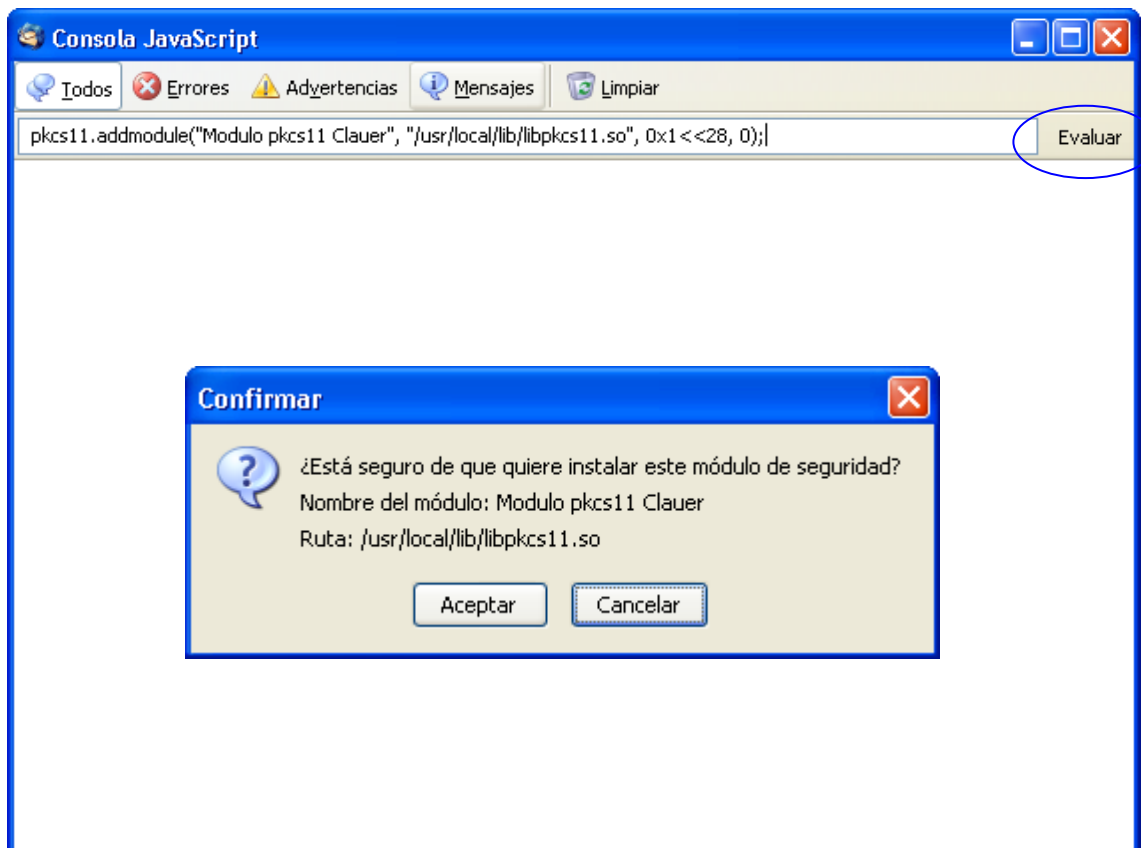 Consola JavaScript
Todos Errores Advertencias Mensajes Limpiar
pkcs11.addmodule("Modulo pkcs11 Clauer", "/usr/local/lib/libpkcs11.so", 0x1<<28, 0); Evaluar
Confirmar
¿Está seguro de que quiere instalar este módulo de seguridad?
Nombre del módulo: Modulo pkcs11 Clauer
Ruta: /usr/local/lib/libpkcs11.so
Aceptar Cancelar